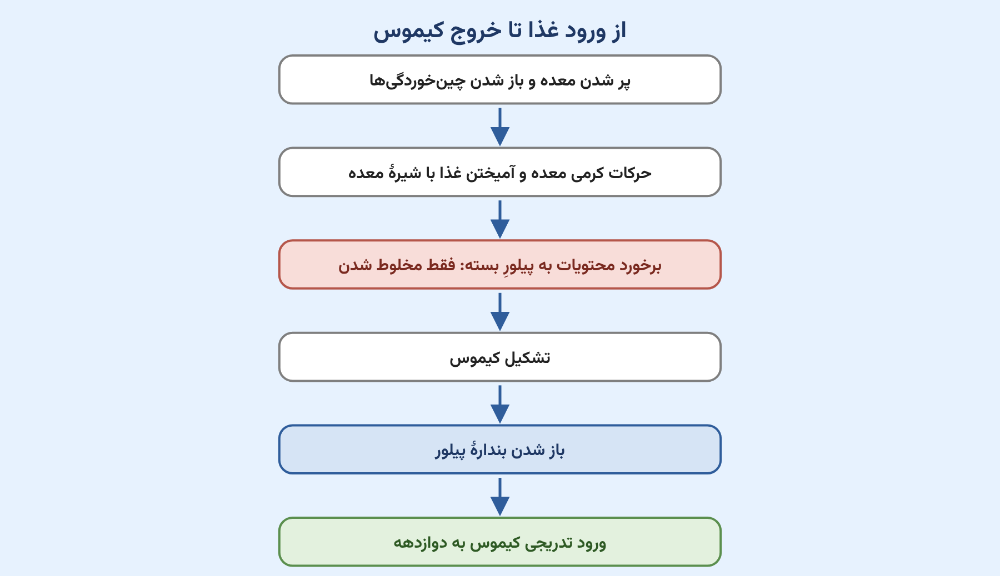 از ورود غذا تا خروج کیموس
پر شدن معده و باز شدن چین‌خوردگی‌ها
حرکات کرمی معده و آمیختن غذا با شیرهٔ معده
برخورد محتویات به پیلورِ بسته: فقط مخلوط شدن
تشکیل کیموس
باز شدن بندارهٔ پیلور
ورود تدریجی کیموس به دوازدهه